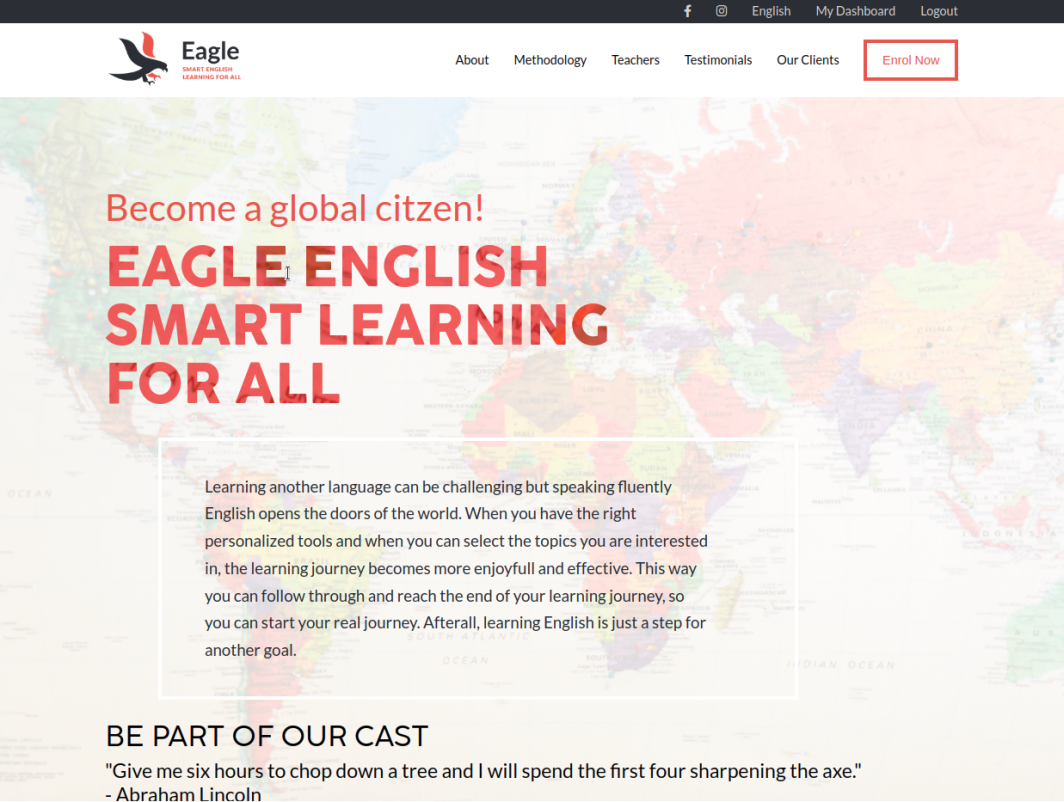 English My Dashboard Logout
Eagle
SMART ENGLISH
LEARNING FOR ALL
About Methodology Teachers Testimonials Our Clients Enrol Now
Become a global citzen!
EAGLE ENGLISH
SMART LEARNING
FOR ALL
Learning another language can be challenging but speaking fluently
English opens the doors of the world. When you have the right
personalized tools and when you can select the topics you are interested
in, the learning journey becomes more enjoyfull and effective. This way
you can follow through and reach the end of your learning journey, so
you can start your real journey. Afterall, learning English is just a step for
another goal.
SOUTH ATLANTIC
OCEAN
INDIAN OCEAN
BE PART OF OUR CAST
"Give me six hours to chop down a tree and I will spend the first four sharpening the axe."
- Abraham Lincoln